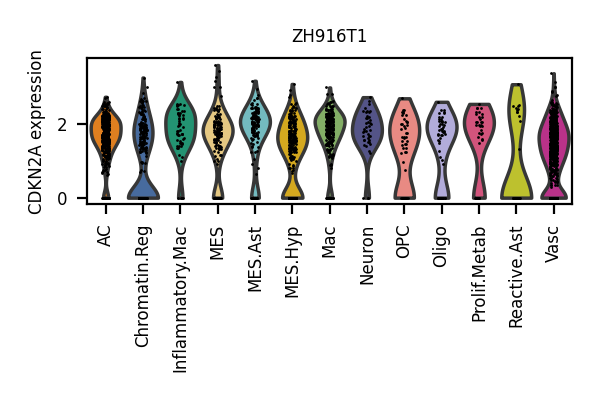 ZH916T1
CDKN2A expression
2
0
AC
Chromatin.Reg
Inflammatory.Mac
MES
MES.Ast
MES.Hyp
Mac
Neuron
OPC
Oligo
Prolif.Metab
Reactive.Ast
Vasc